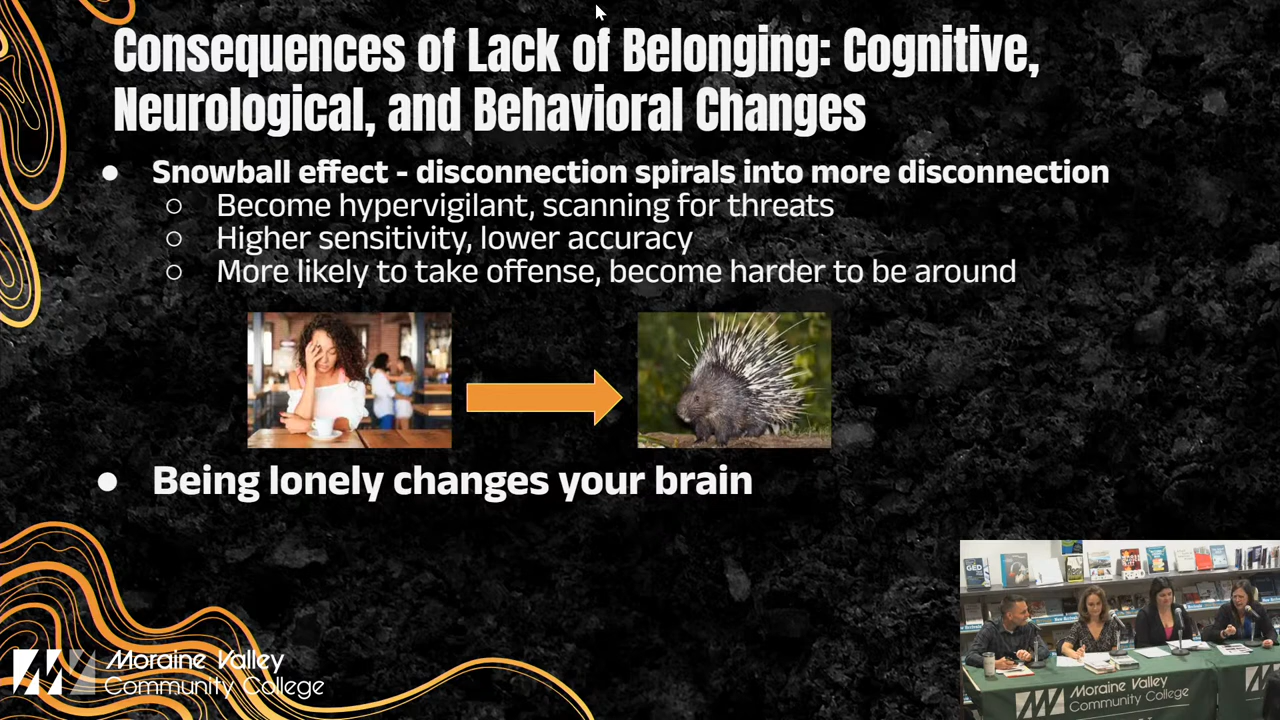 Consequences of Lack of Belonging: Cognitive,
Neurological, and Behavioral Changes
● Snowball effect - disconnection spirals into more disconnection
○ Become hypervigilant, scanning for threats
○ Higher sensitivity, lower accuracy
○ More likely to take offense, become harder to be around
● Being lonely changes your brain
Moraine Valley
Community College
GED
READ
Moraine Valley
Community College